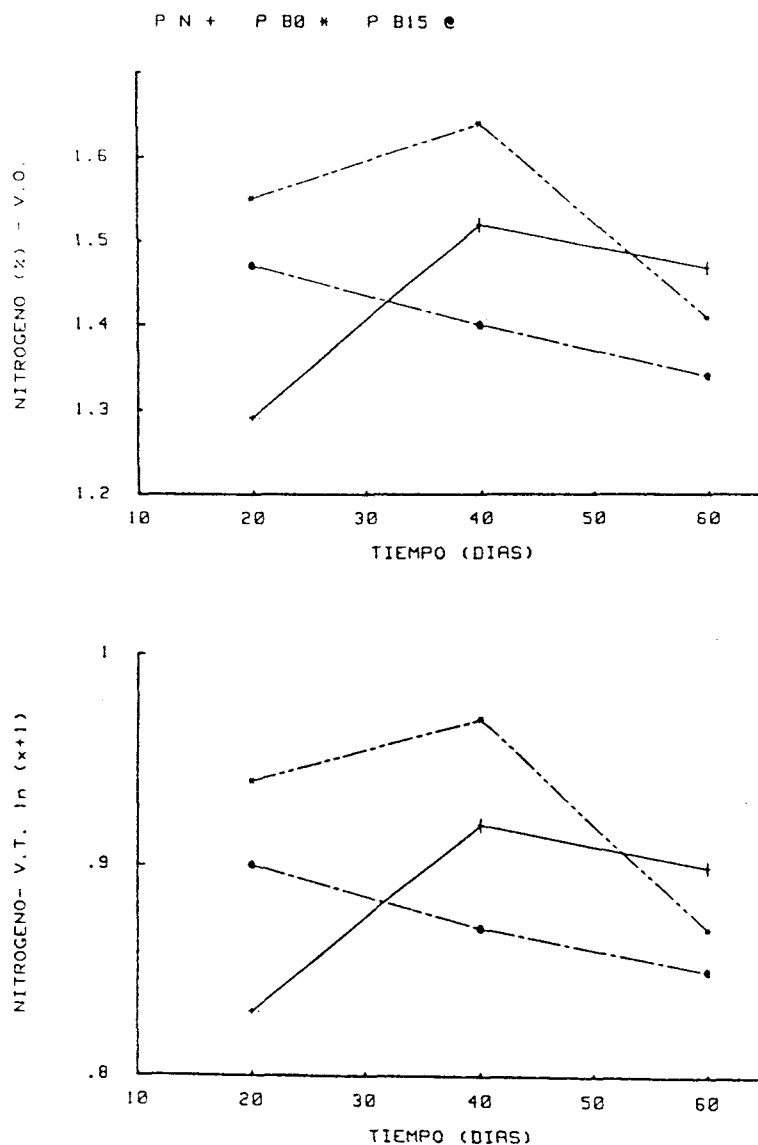 P N + P B0 * P B15 @
NITROGENO (%) - V.O.
1.6
1.5
1.4
1.3
1.2
10 20 30 40 50 60
TIEMPO (DIAS)
NITROGENO- V.T. ln (x+1)
1
.9
.8
10 20 30 40 50 60
TIEMPO (DIAS)